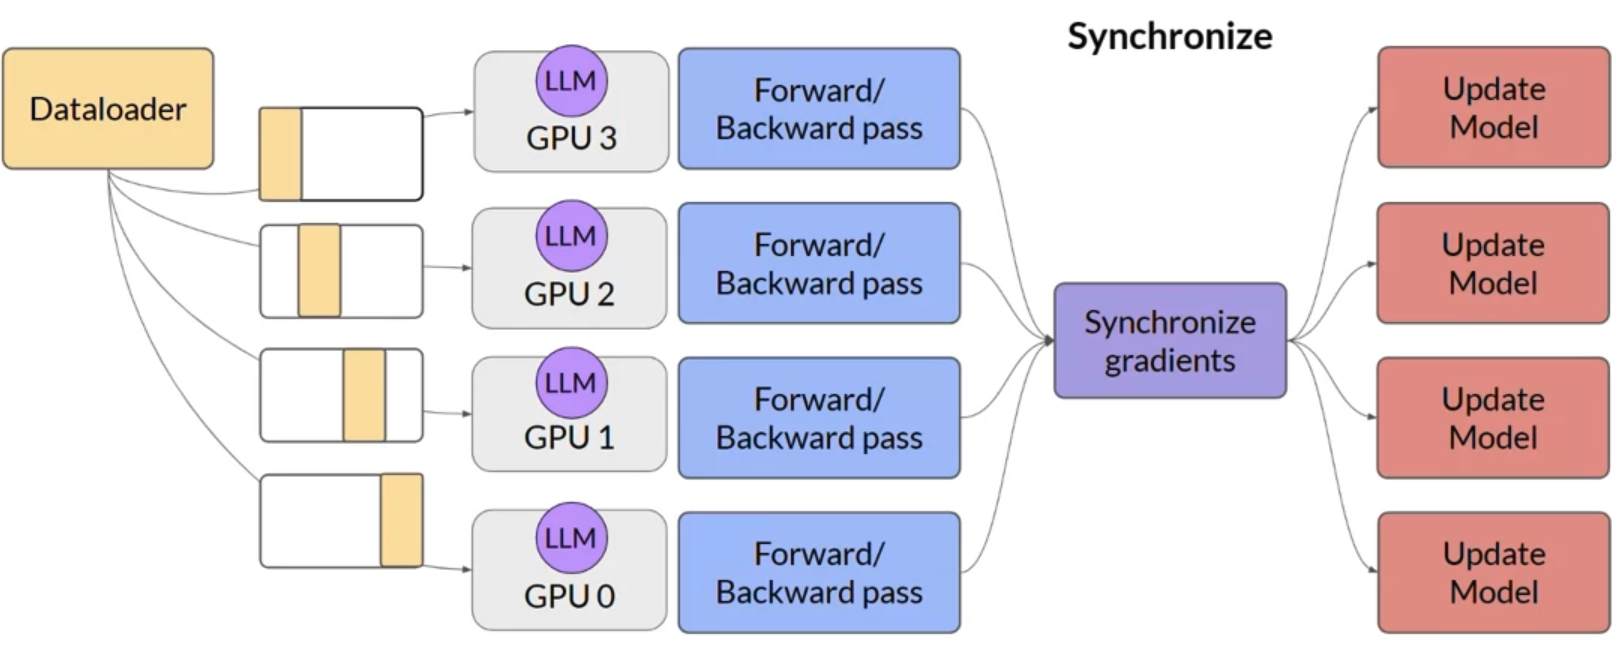 Synchronize
Dataloader
LLM
GPU 3
Forward/
Backward pass
Update
Model
LLM
GPU 2
Forward/
Backward pass
Update
Model
Synchronize
gradients
LLM
GPU 1
Forward/
Backward pass
Update
Model
LLM
GPU 0
Forward/
Backward pass
Update
Model